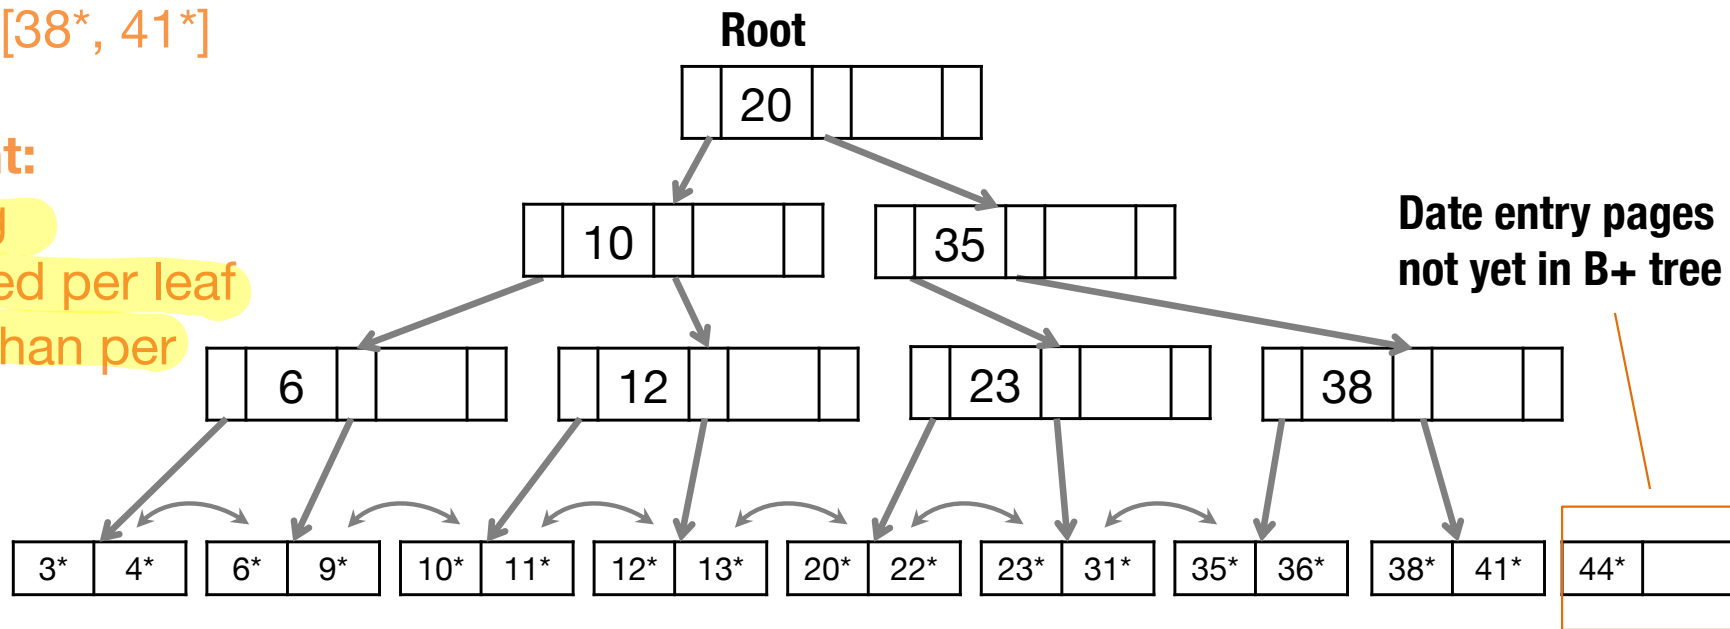 [38*, 41*]
Root
20
ed per leaf
han per
10
35
Date entry pages
not yet in B+ tree
6
12
23
38
3* 4* 6* 9* 10* 11* 12* 13* 20* 22* 23* 31* 35* 36* 38* 41* 44*